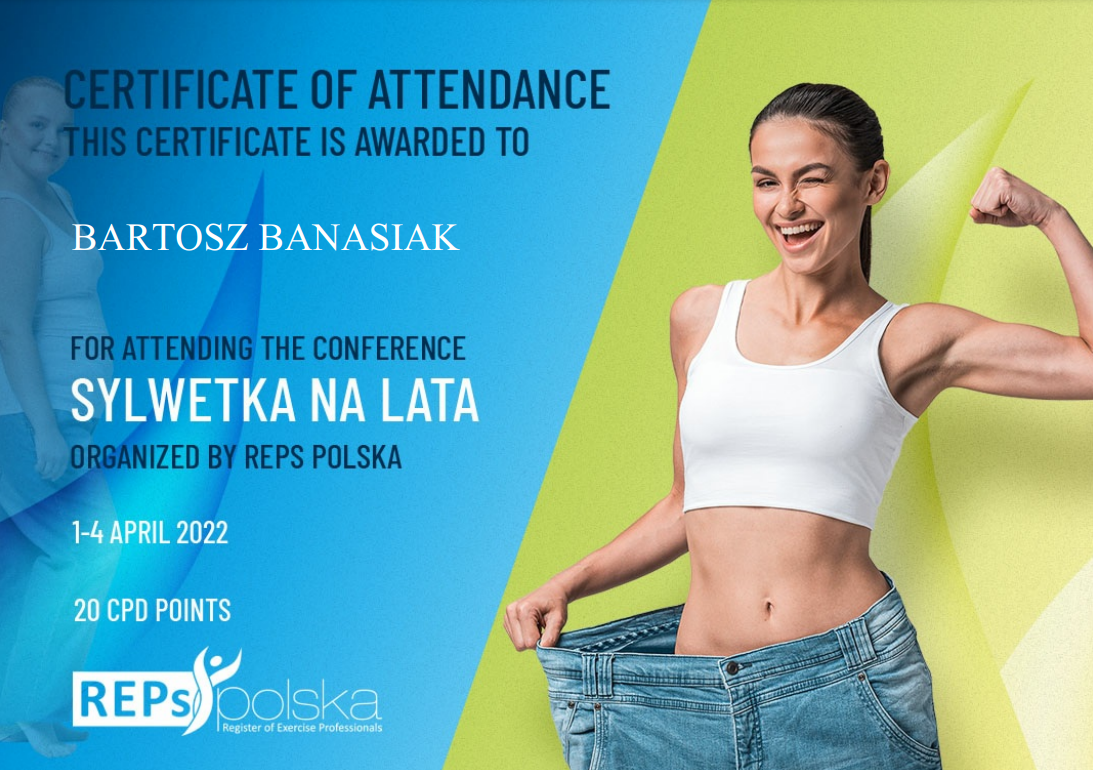 CERTIFICATE OF ATTENDANCE
THIS CERTIFICATE IS AWARDED TO
BARTOSZ BANASIAK
FOR ATTENDING THE CONFERENCE
SYLWETKA NA LATA
ORGANIZED BY REPS POLSKA
1-4 APRIL 2022
20 CPD POINTS
REPs polska
Register of Exercise Professionals